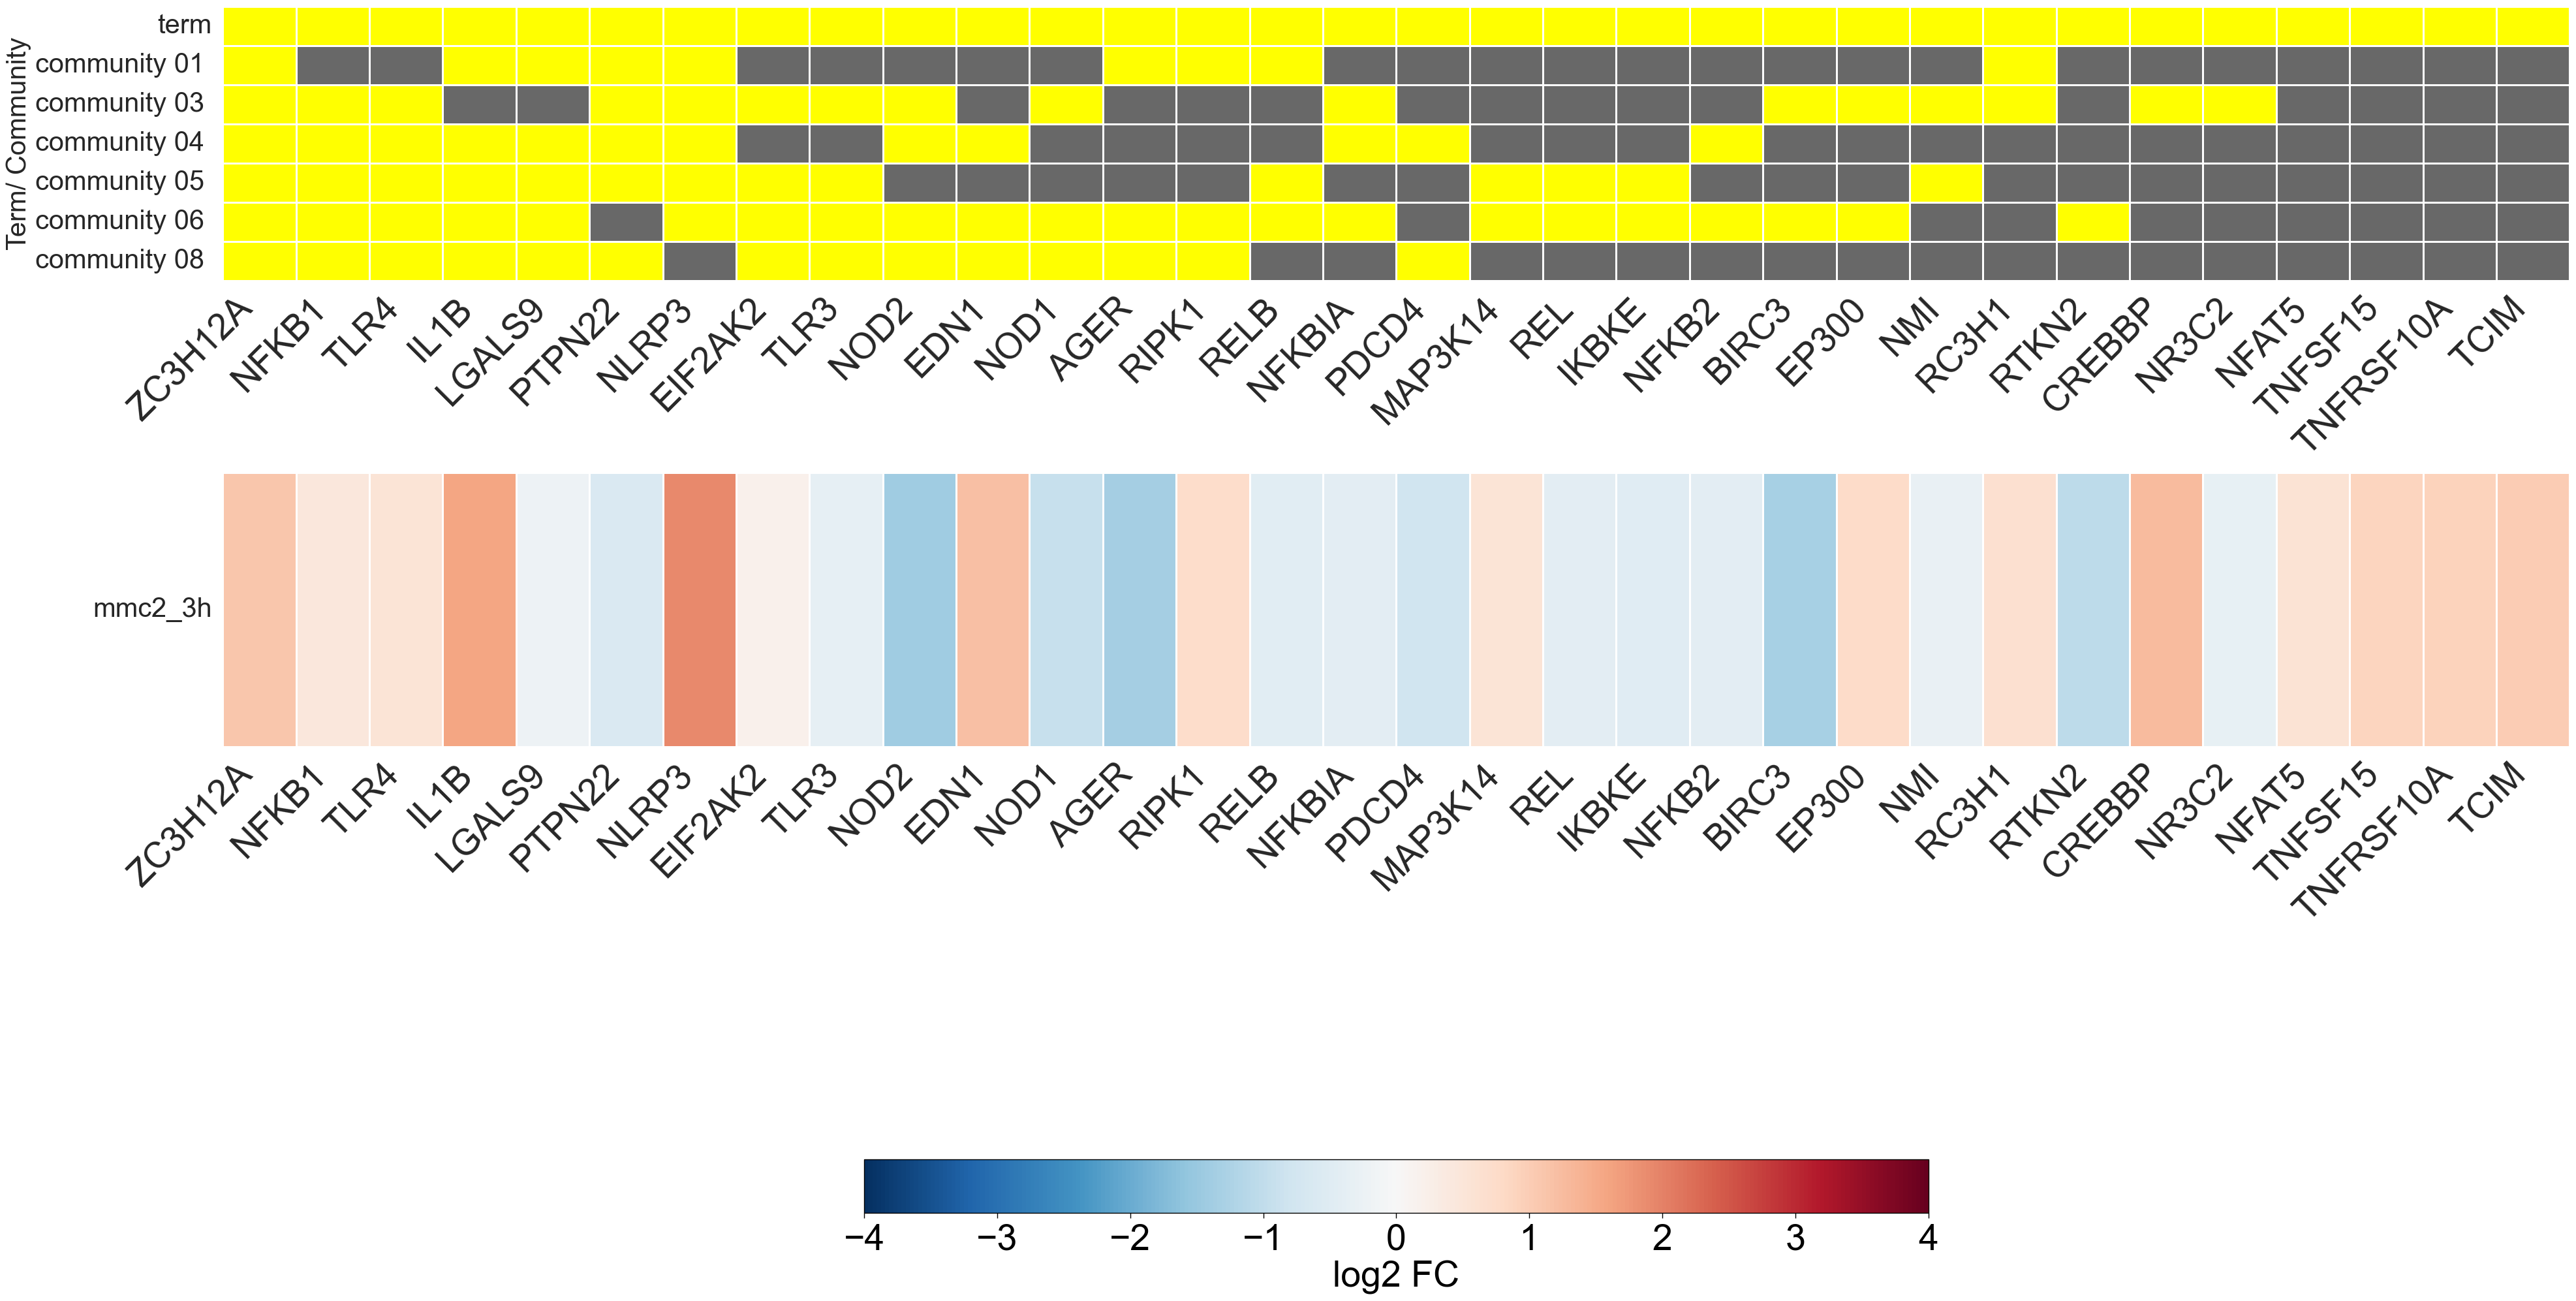 Term/ Community
term
community 01
community 03
community 04
community 05
community 06
community 08
ZC3H12A
NFKB1
TLR4
IL1B
LGALS9
PTPN22
NLRP3
EIF2AK2
TLR3
NOD2
EDN1
NOD1
AGER
RIPK1
RELB
NFKBIA
PDCD4
MAP3K14
REL
IKBKE
NFKB2
BIRC3
EP300
NMI
RC3H1
RTKN2
CREBBP
NR3C2
NFAT5
TNFSF15
TNFRSF10A
TCIM
mmc2_3h
ZC3H12A
NFKB1
TLR4
IL1B
LGALS9
PTPN22
NLRP3
EIF2AK2
TLR3
NOD2
EDN1
NOD1
AGER
RIPK1
RELB
NFKBIA
PDCD4
MAP3K14
REL
IKBKE
NFKB2
BIRC3
EP300
NMI
RC3H1
RTKN2
CREBBP
NR3C2
NFAT5
TNFSF15
TNFRSF10A
TCIM
−4 −3 −2 −1 0 1 2 3 4
log2 FC